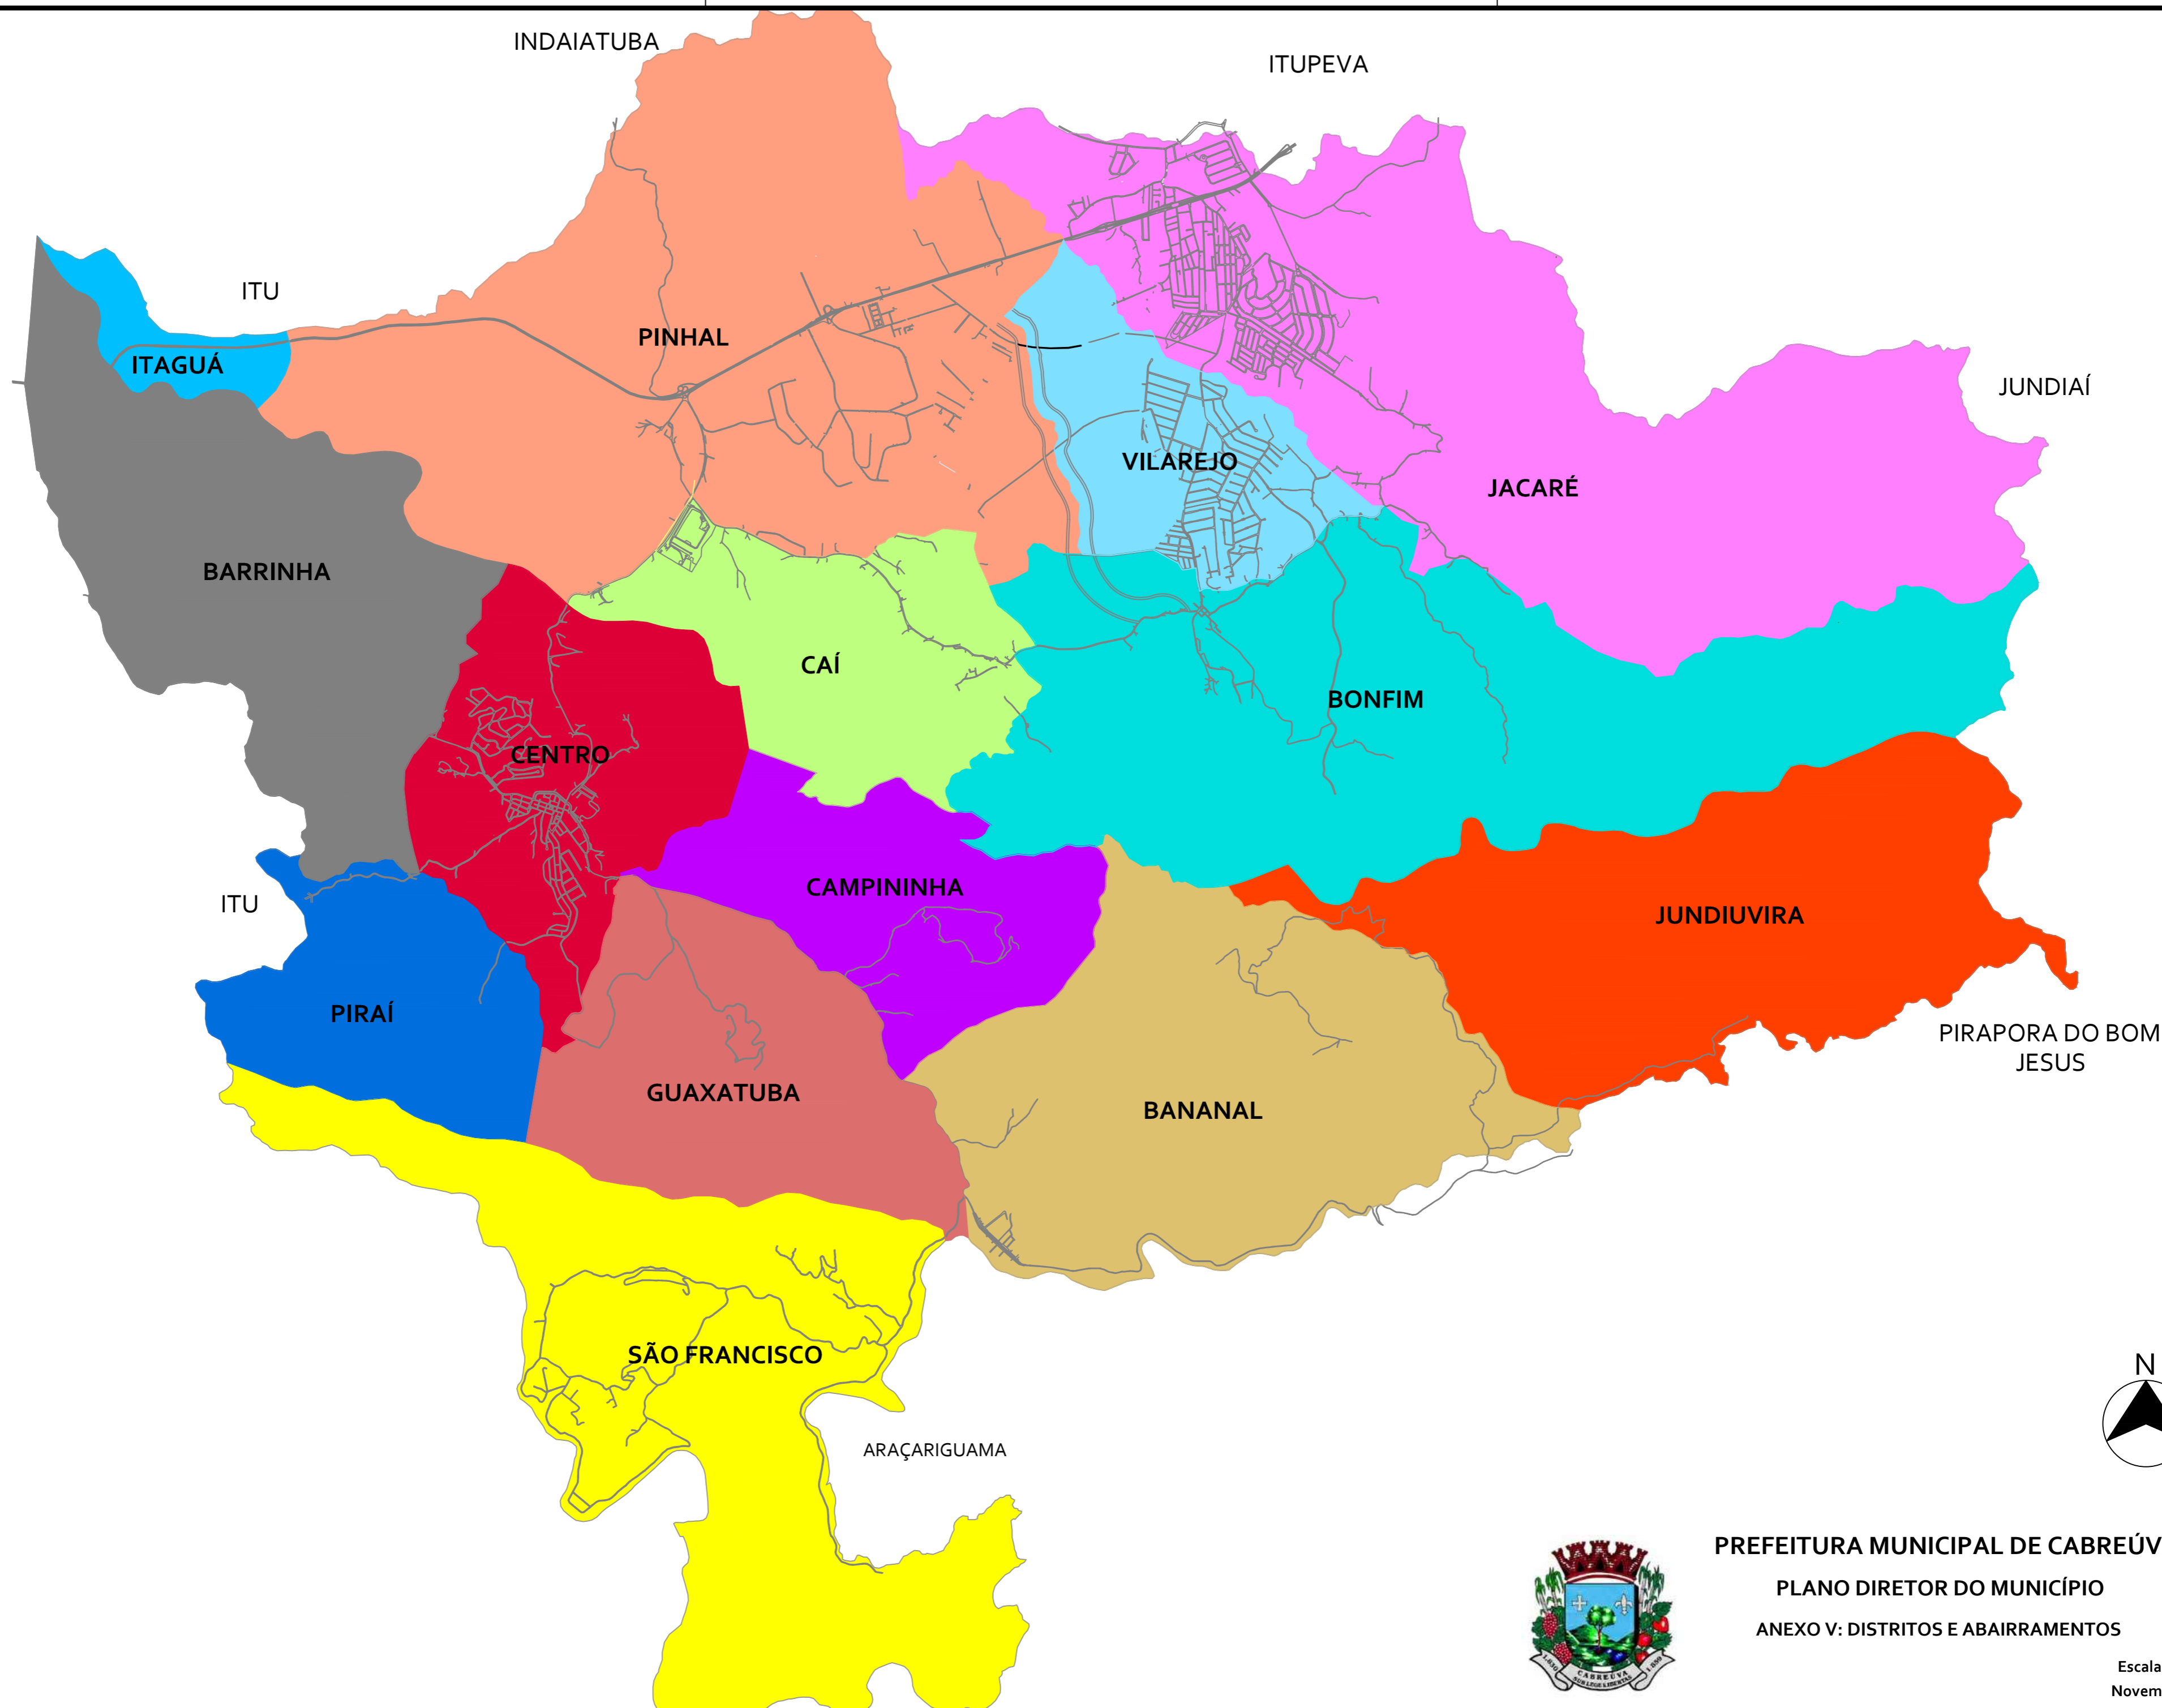 INDAIATUBA
ITUPEVA
ITU
PINHAL
ITAGUÁ
JUNDIAÍ
VILAREJO
JACARÉ
BARRINHA
CAÍ
BONFIM
CENTRO
CAMPININHA
ITU
JUNDIUVIRA
PIRAÍ
PIRAPORA DO BOM
JESUS
GUAXATUBA
BANANAL
SÃO FRANCISCO
N
ARAÇARIGUAMA
PREFEITURA MUNICIPAL DE CABREÚV
PLANO DIRETOR DO MUNICÍPIO
ANEXO V: DISTRITOS E ABAIRRAMENTOS
CABREÚVA
Escala
Novem